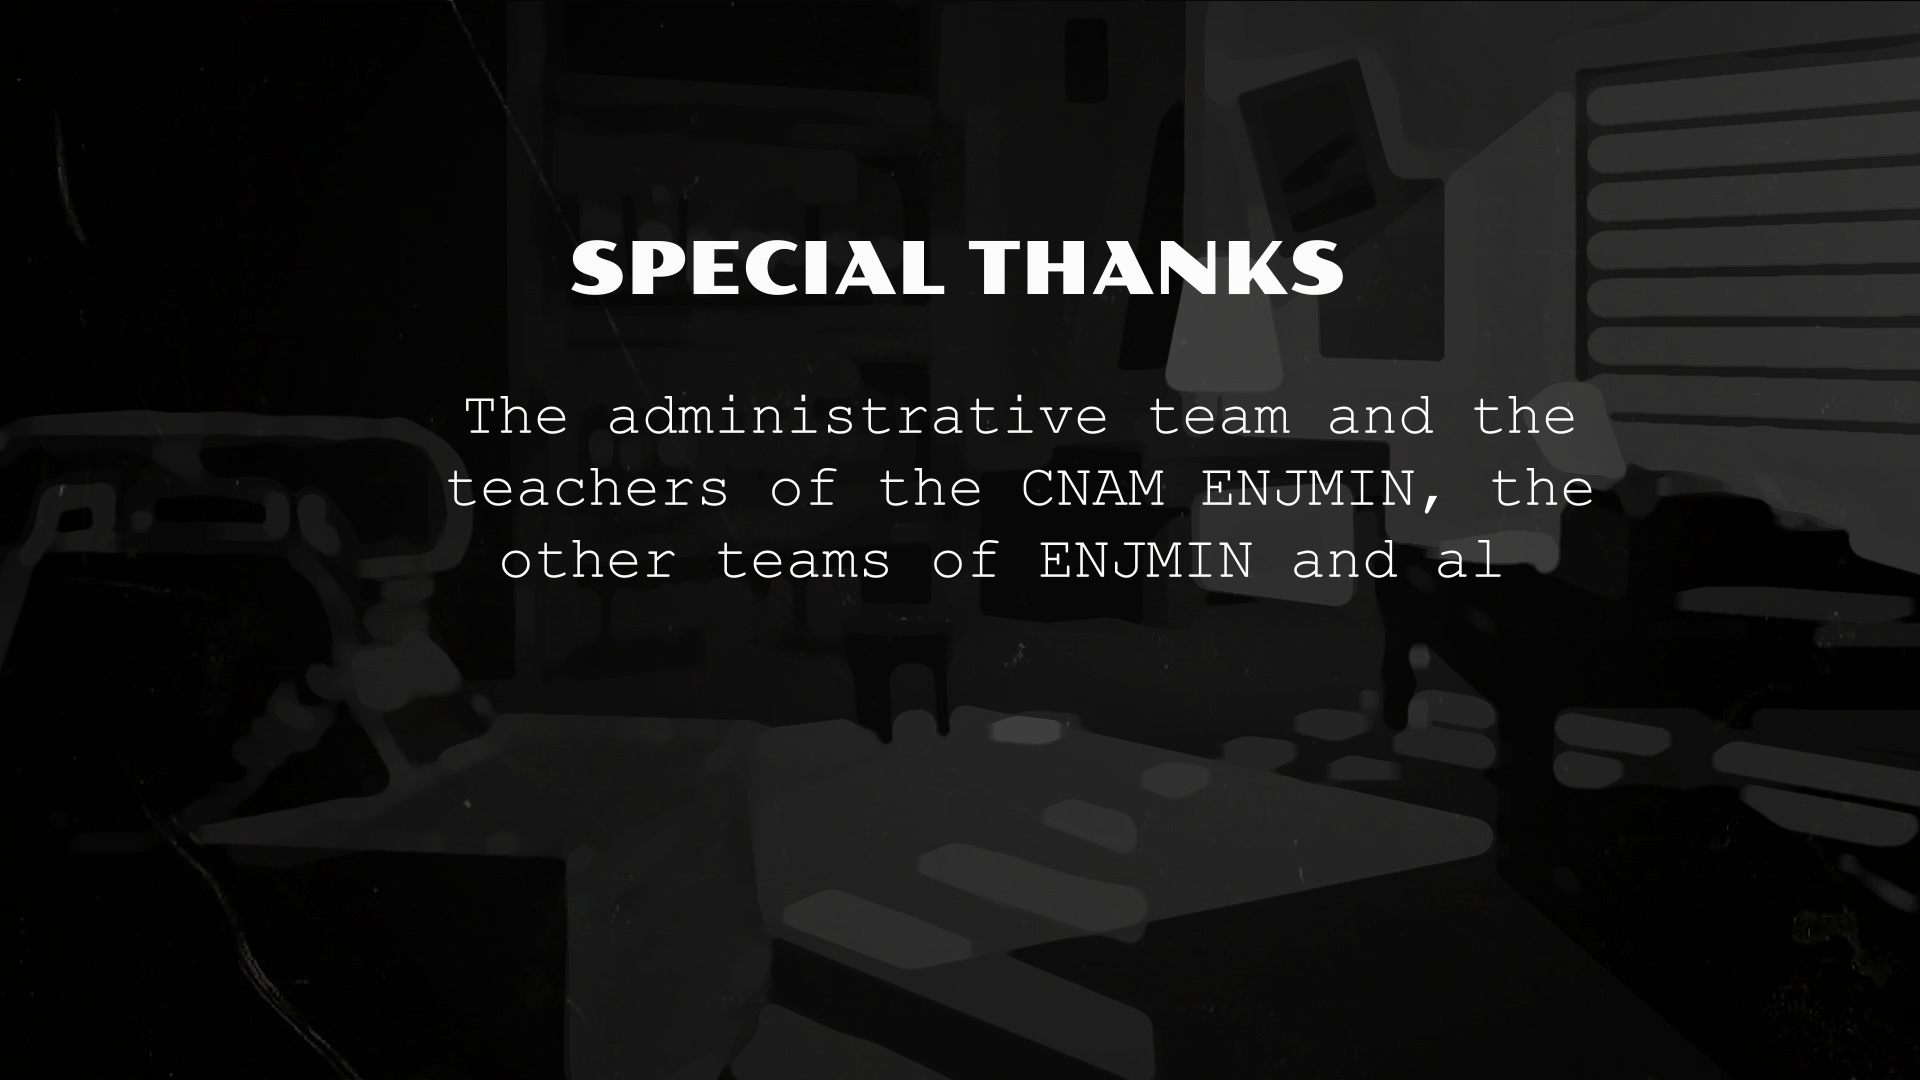 SPECIAL THANKS
The administrative team and the
teachers of the CNAM ENJMIN, the
other teams of ENJMIN and al